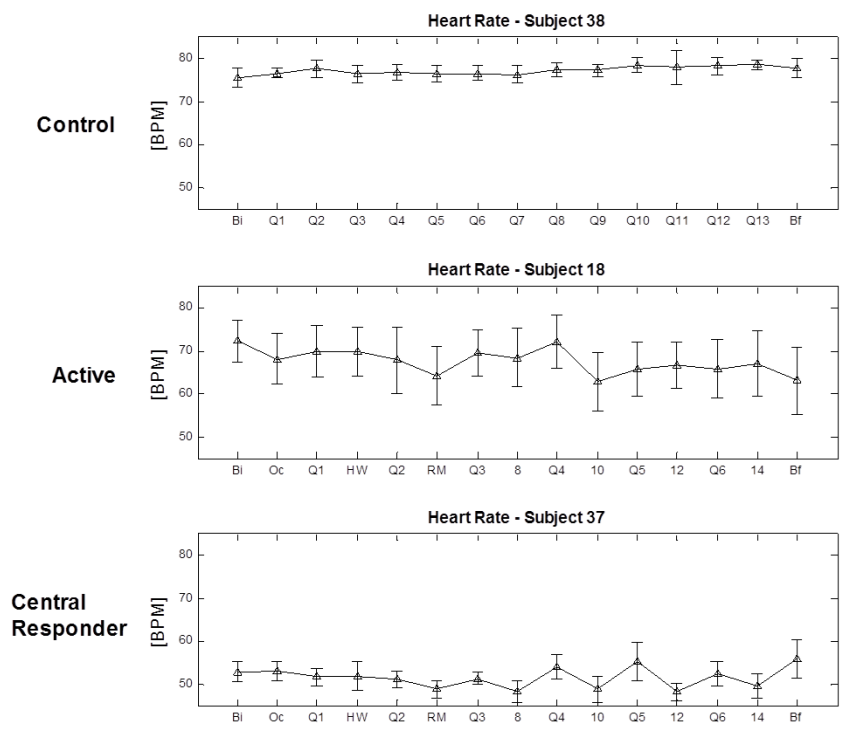 Heart Rate - Subject 38
Control
[BPM]
80
70
60
50
Bi Q1 Q2 Q3 Q4 Q5 Q6 Q7 Q8 Q9 Q10 Q11 Q12 Q13 Bf
Heart Rate - Subject 18
Active
[BPM]
80
70
60
50
Bi Oc Q1 HW Q2 RM Q3 8 Q4 10 Q5 12 Q6 14 Bf
Heart Rate - Subject 37
Central
Responder
[BPM]
80
70
60
50
Bi Oc Q1 HW Q2 RM Q3 8 Q4 10 Q5 12 Q6 14 Bf